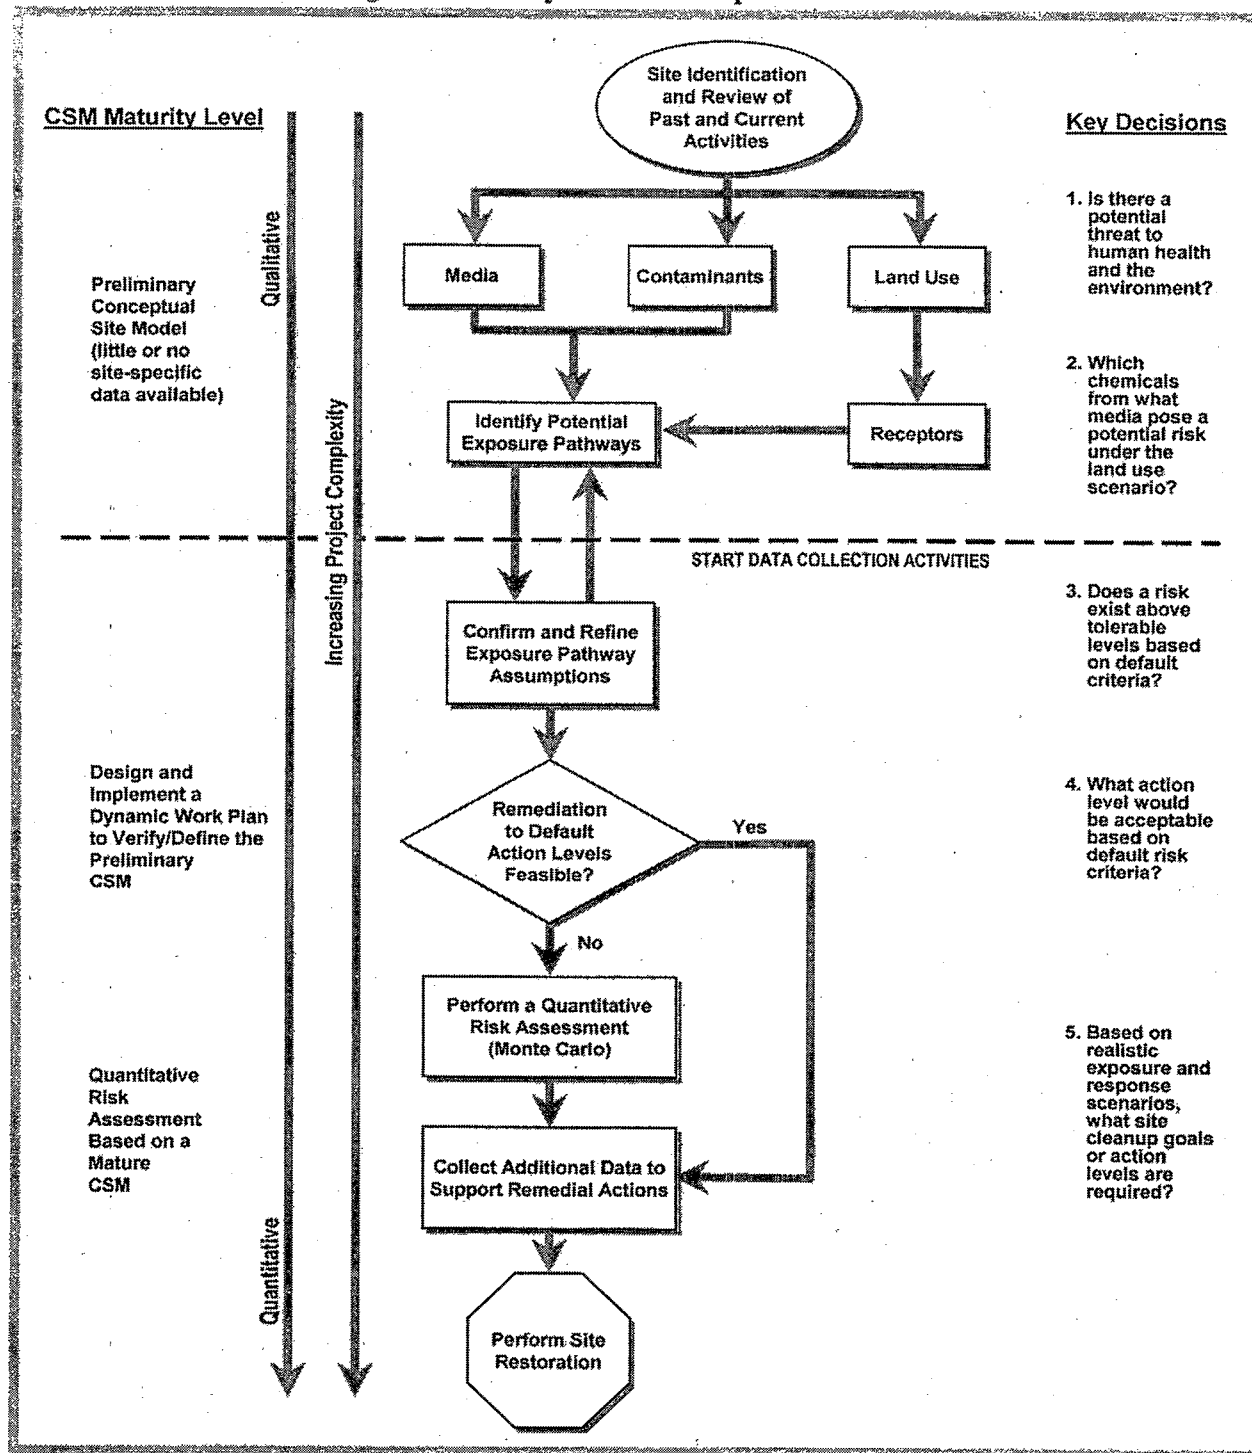 Site Identification
and Review of
Past and Current
Activities
CSM Maturity Level
Key Decisions
Qualitative
Increasing Project Complexity
Quantitative
Preliminary
Conceptual
Site Model
(little or no
site-specific
data available)
Media
Contaminants
Land Use
Identify Potential
Exposure Pathways
Receptors
1. Is there a
potential
threat to
human health
and the
environment?
2. Which
chemicals
from what
media pose a
potential risk
under the
land use
scenario?
START DATA COLLECTION ACTIVITIES
Confirm and Refine
Exposure Pathway
Assumptions
3. Does a risk
exist above
tolerable
levels based
on default
criteria?
Design and
Implement a
Dynamic Work Plan
to Verify/Define the
Preliminary
CSM
Remediation
to Default
Action Levels
Feasible?
Yes
No
4. What action
level would
be acceptable
based on
default risk
criteria?
Perform a Quantitative
Risk Assessment
(Monte Carlo)
Quantitative
Risk
Assessment
Based on a
Mature
CSM
Collect Additional Data to
Support Remedial Actions
5. Based on
realistic
exposure and
response
scenarios,
what site
cleanup goals
or action
levels are
required?
Perform Site
Restoration